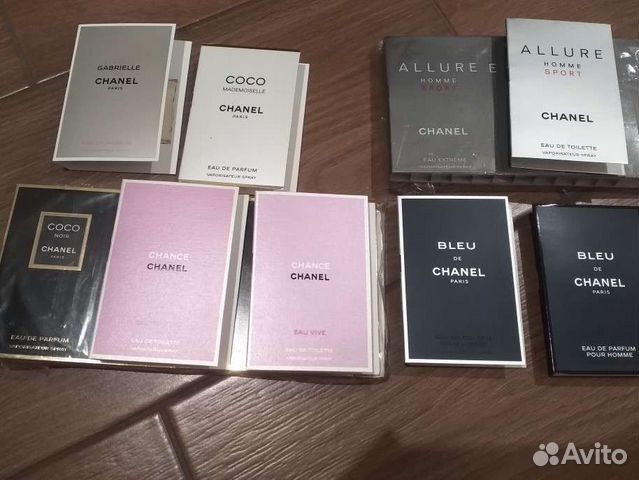 GABRIELLE
CHANEL
PARIS
COCO
MADEMOISELLE
CHANEL
EAU DE PARFUM
VAPORISATEUR SPRAY
ALLURE E
HOMME
SPORT
CHANEL
EAU EXTRÊME
ALLURE
HOMME
SPORT
CHANEL
EAU DE TOILETTE
VAPORISATEUR SPRAY
COCO
NOIR
CHANEL
PARIS
EAU DE PARFUM
VAPORISATEUR SPRAY
CHANCE
CHANEL
EAU DE TOILETTE
CHANCE
CHANEL
EAU VIVE
EAU DE TOILETTE
BLEU
DE
CHANEL
PARIS
BLEU
DE
CHANEL
PARIS
EAU DE PARFUM
POUR HOMME
Avito